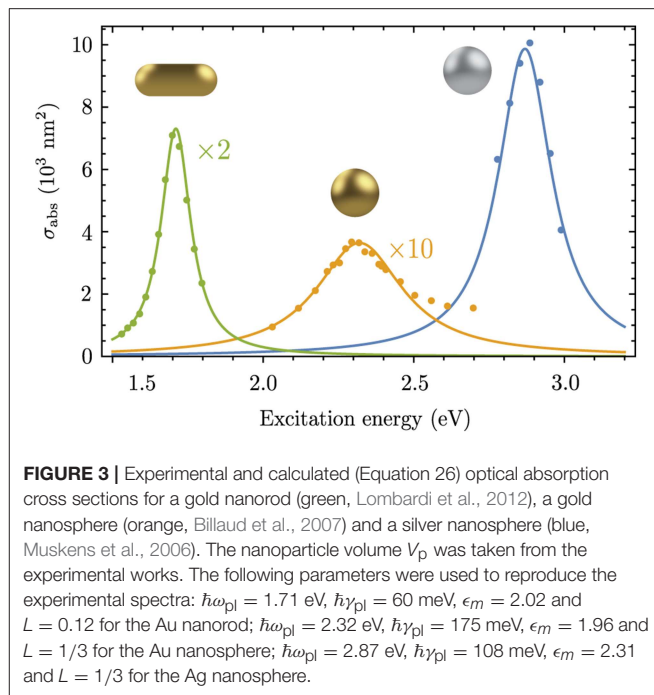 10
8
6
4
2
0
σabs (10³ nm²)
×2
×10
1.5
2.0
2.5
3.0
Excitation energy (eV)
FIGURE 3 | Experimental and calculated (Equation 26) optical absorption
cross sections for a gold nanorod (green, Lombardi et al., 2012), a gold
nanosphere (orange, Billaud et al., 2007) and a silver nanosphere (blue,
Muskens et al., 2006). The nanoparticle volume Vp was taken from the
experimental works. The following parameters were used to reproduce the
experimental spectra: ℏωpl = 1.71 eV, ℏγpl = 60 meV, ϵm = 2.02 and
L = 0.12 for the Au nanorod; ℏωpl = 2.32 eV, ℏγpl = 175 meV, ϵm = 1.96 and
L = 1/3 for the Au nanosphere; ℏωpl = 2.87 eV, ℏγpl = 108 meV, ϵm = 2.31
and L = 1/3 for the Ag nanosphere.